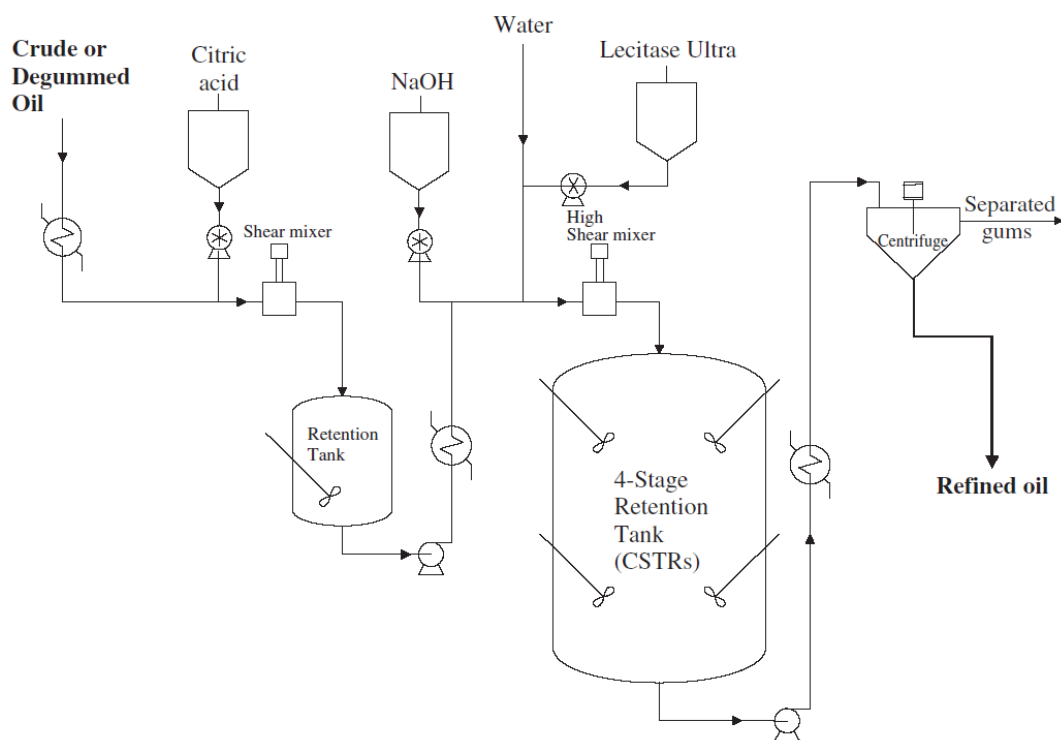 Crude or
Degummed
Oil
Citric
acid
NaOH
Water
Lecitase Ultra
Shear mixer
High
Shear mixer
Centrifuge
Separated
gums
Retention
Tank
4-Stage
Retention
Tank
(CSTRs)
Refined oil